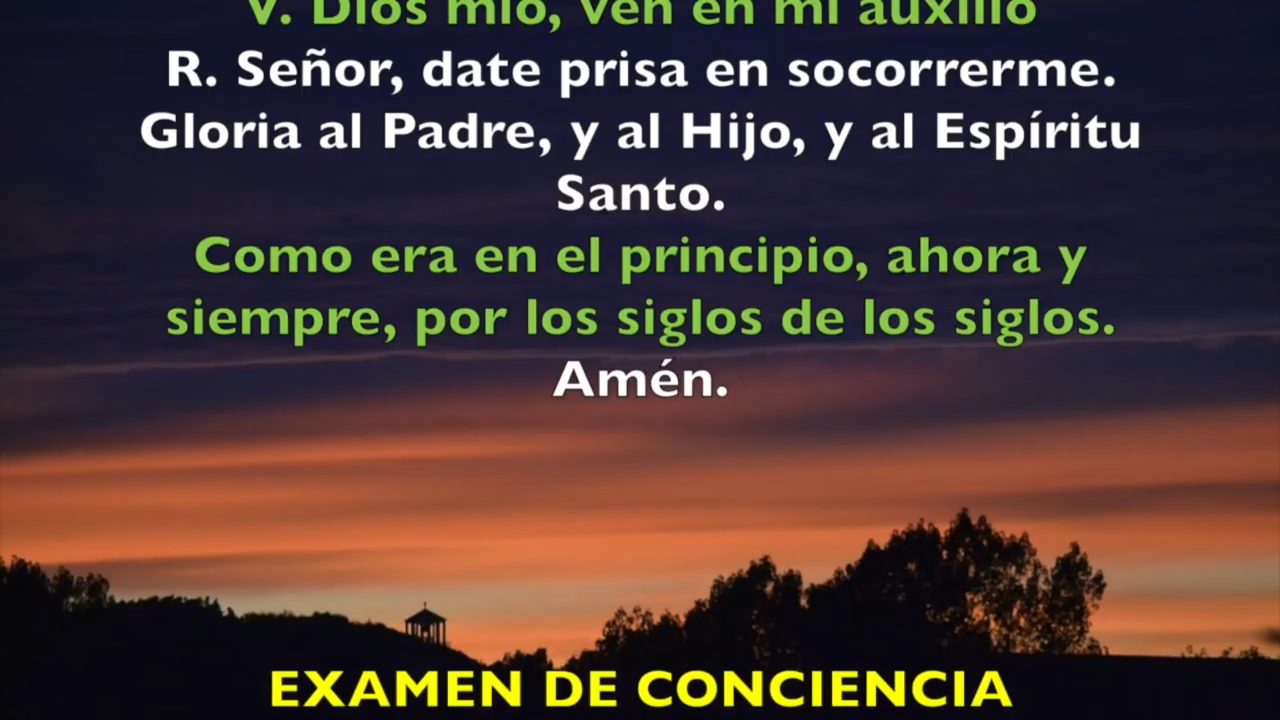 V. Dios mío, ven en mi auxilio
R. Señor, date prisa en socorrerme.
Gloria al Padre, y al Hijo, y al Espíritu
Santo.
Como era en el principio, ahora y
siempre, por los siglos de los siglos.
Amén.
EXAMEN DE CONCIENCIA